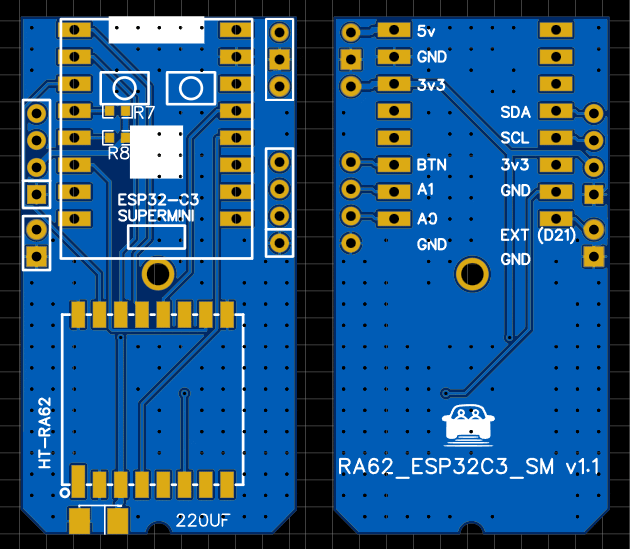 R7
R8
ESP32-C3
SUPERMINI
HT-RA62
220UF
5v
GND
3v3
SDA
SCL
BTN
3v3
A1
GND
A0
EXT (D21)
GND
GND
RA62_ESP32C3_SM v1.1